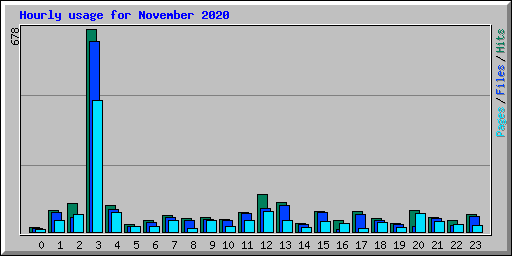 Hourly usage for November 2020
678
Pages/Files/Hits
0 1 2 3 4 5 6 7 8 9 10 11 12 13 14 15 16 17 18 19 20 21 22 23